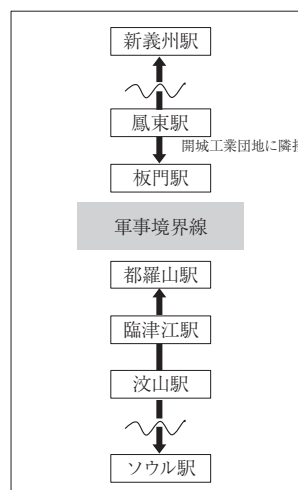 新義州駅
鳳東駅
開城工業団地に隣接
板門駅
軍事境界線
都羅山駅
臨津江駅
汶山駅
ソウル駅